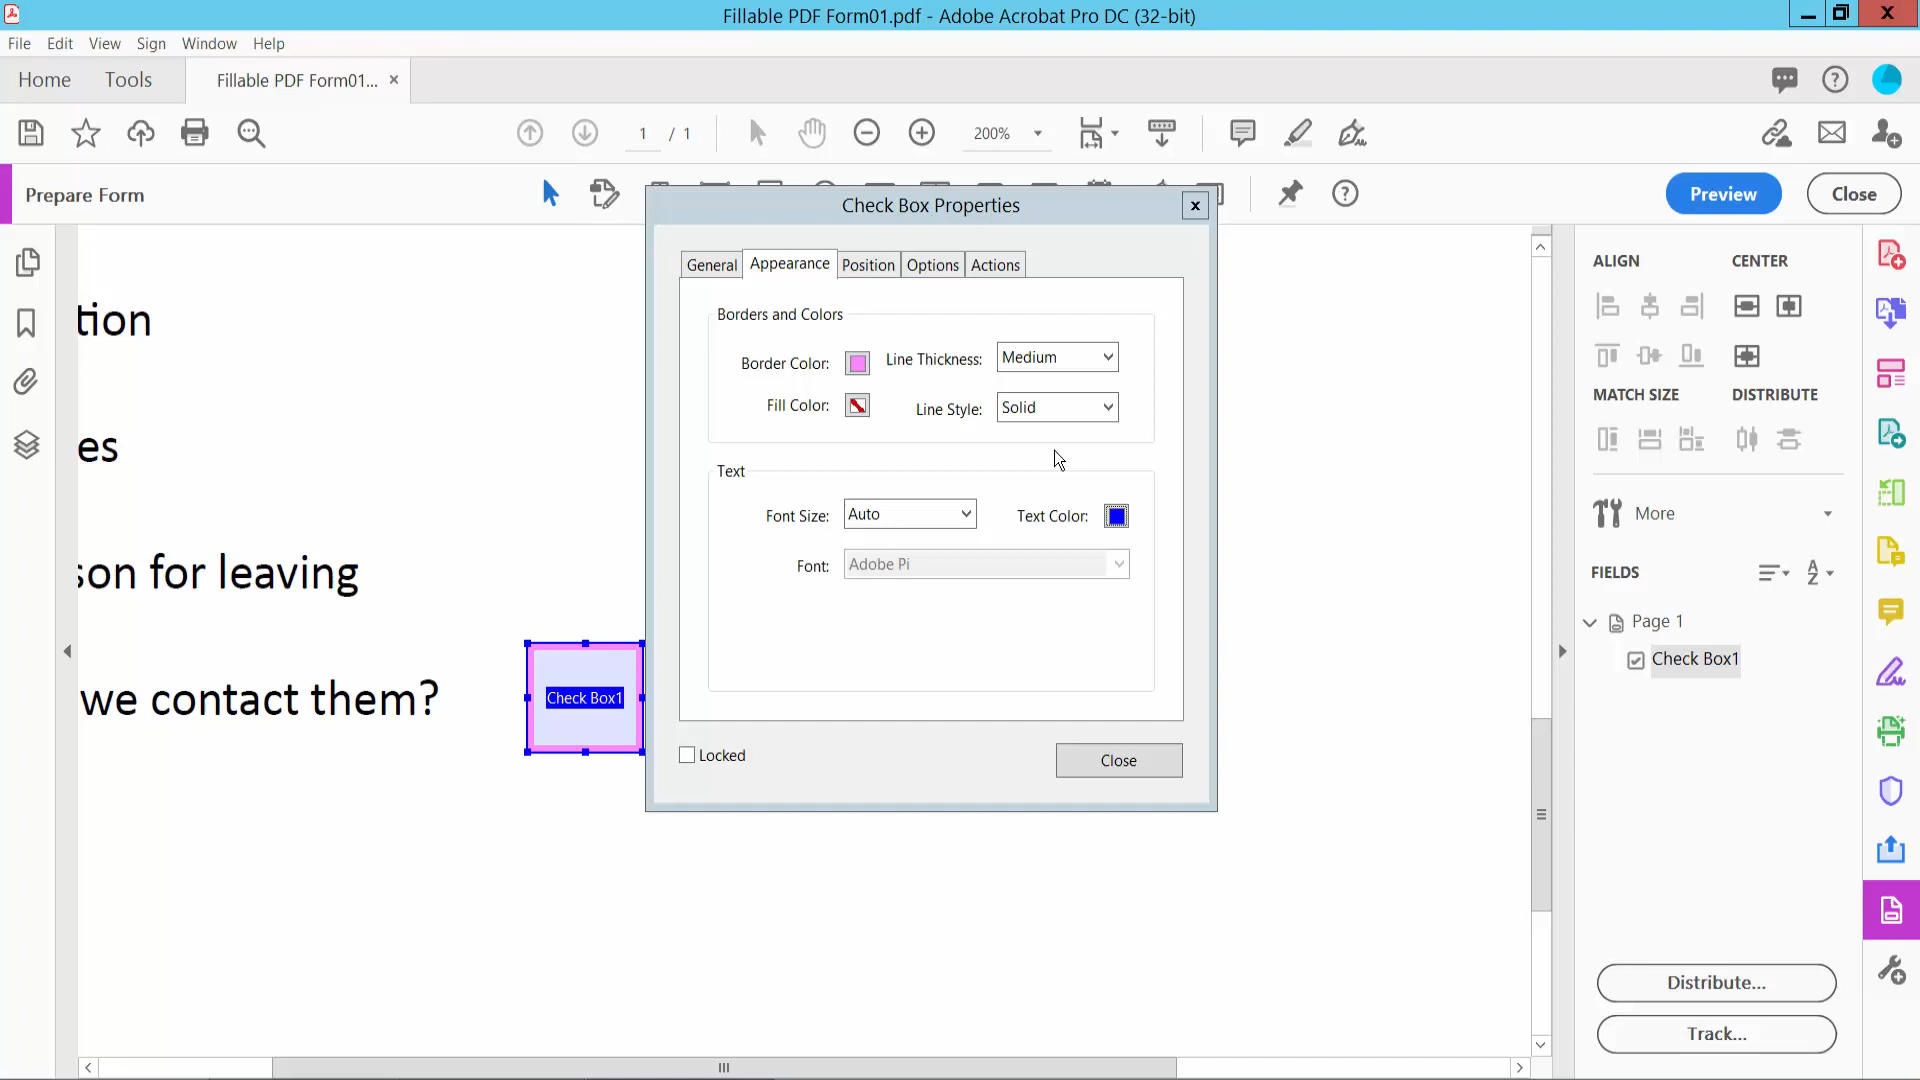 Fillable PDF Form01.pdf - Adobe Acrobat Pro DC (32-bit)
File Edit View Sign Window Help
Home Tools Fillable PDF Form01... ×
1 / 1 200%
Prepare Form Preview Close
Check Box Properties
General Appearance Position Options Actions
Borders and Colors
Border Color: Line Thickness: Medium
Fill Color: Line Style: Solid
Text
Font Size: Auto Text Color:
Font: Adobe Pi
Locked Close
tion
es
son for leaving
we contact them?
Check Box1
ALIGN CENTER
MATCH SIZE DISTRIBUTE
More
FIELDS
Page 1
Check Box1
Distribute...
Track...